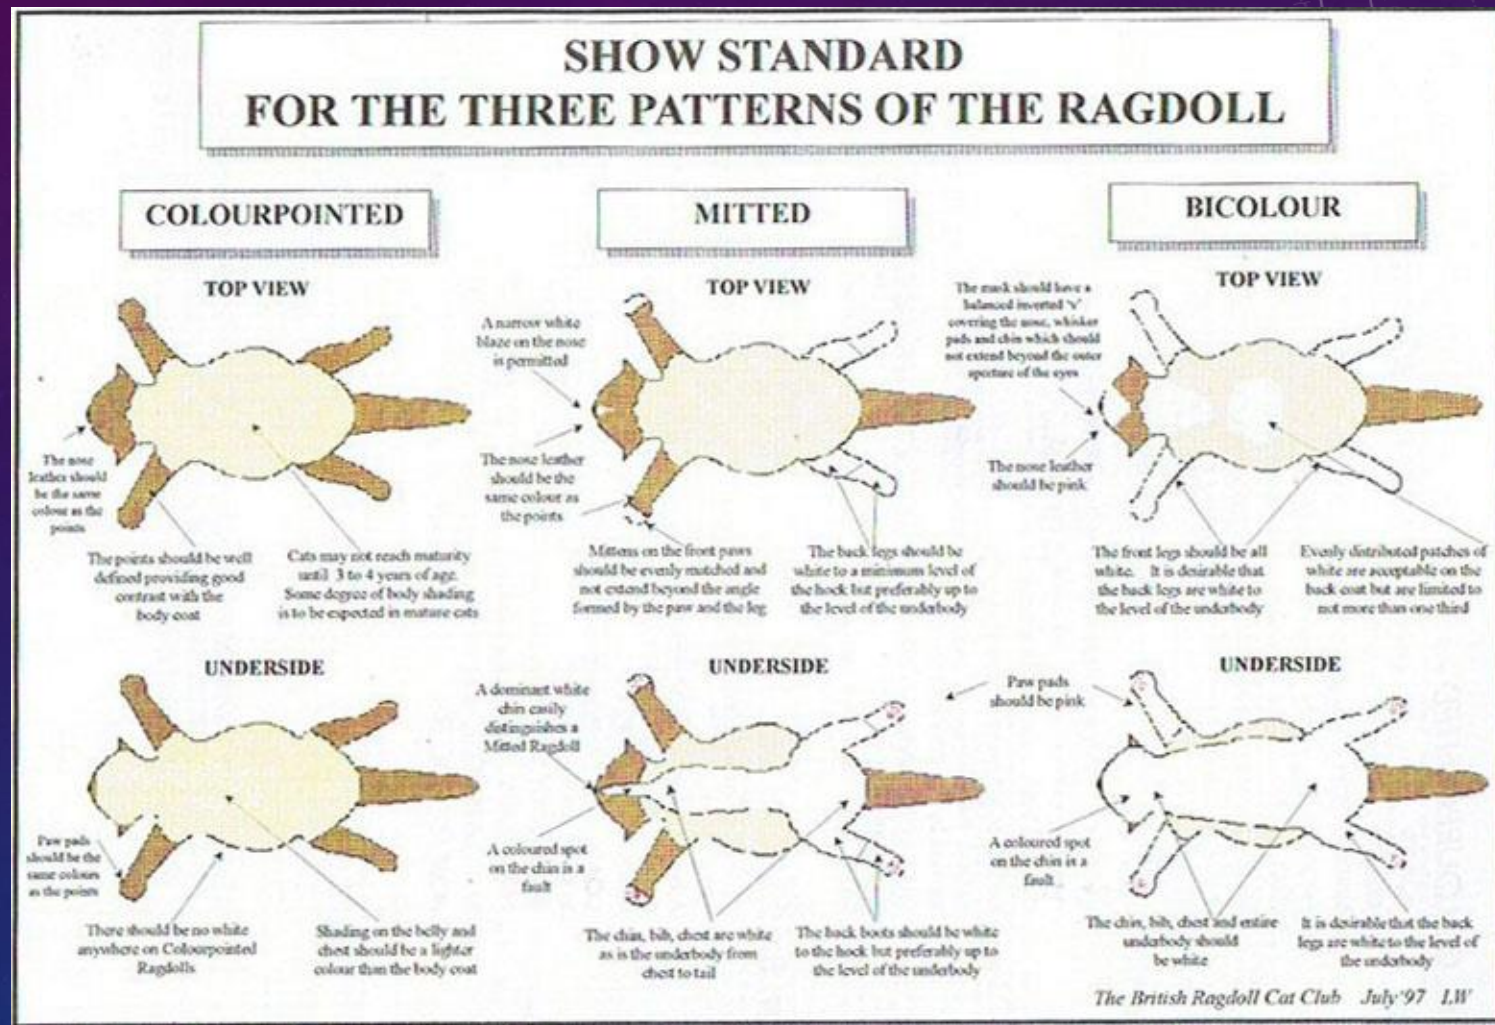 SHOW STANDARD
FOR THE THREE PATTERNS OF THE RAGDOLL
COLOURPOINTED
TOP VIEW
The nose
leather should
be the same
colour as the
points
The points should be well
defined providing good
contrast with the
body coat
Cats may not reach maturity
until 3 to 4 years of age.
Some degree of body shading
is to be expected in mature cats
UNDERSIDE
Paw pads
should be the
same colours
as the points
There should be no white
anywhere on Colourpointed
Ragdolls
Shading on the belly and
chest should be a lighter
colour than the body coat
MITTED
TOP VIEW
A narrow white
blaze on the nose
is permitted
The nose leather
should be the
same colour as
the points
Mittens on the front paws
should be evenly matched and
not extend beyond the angle
formed by the paw and the leg
The back legs should be
white to a minimum level of
the hock but preferably up to
the level of the underbody
UNDERSIDE
A dominant white
chin easily
distinguishes a
Mitted Ragdoll
A coloured spot
on the chin is a
fault
The chin, bib, chest are white
as is the underbody from
chest to tail
The back boots should be white
to the hock but preferably up to
the level of the underbody
BICOLOUR
TOP VIEW
The mask should have a
balanced inverted 'v'
covering the nose, whisker
pads and chin which should
not extend beyond the outer
aperture of the eyes
The nose leather
should be pink
The front legs should be all
white. It is desirable that
the back legs are white to
the level of the underbody
Evenly distributed patches of
white are acceptable on the
back coat but are limited to
not more than one third
UNDERSIDE
Paw pads
should be pink
A coloured spot
on the chin is a
fault
The chin, bib, chest and entire
underbody should
be white
It is desirable that the back
legs are white to the level of
the underbody
The British Ragdoll Cat Club July '97 LW